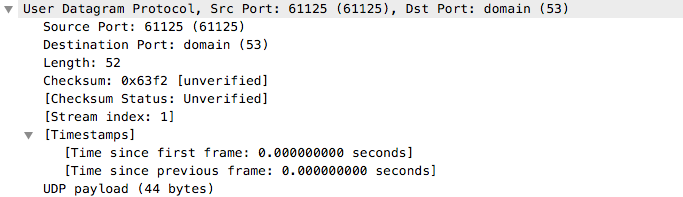 User Datagram Protocol, Src Port: 61125 (61125), Dst Port: domain (53)
Source Port: 61125 (61125)
Destination Port: domain (53)
Length: 52
Checksum: 0x63f2 [unverified]
[Checksum Status: Unverified]
[Stream index: 1]
[Timestamps]
[Time since first frame: 0.000000000 seconds]
[Time since previous frame: 0.000000000 seconds]
UDP payload (44 bytes)